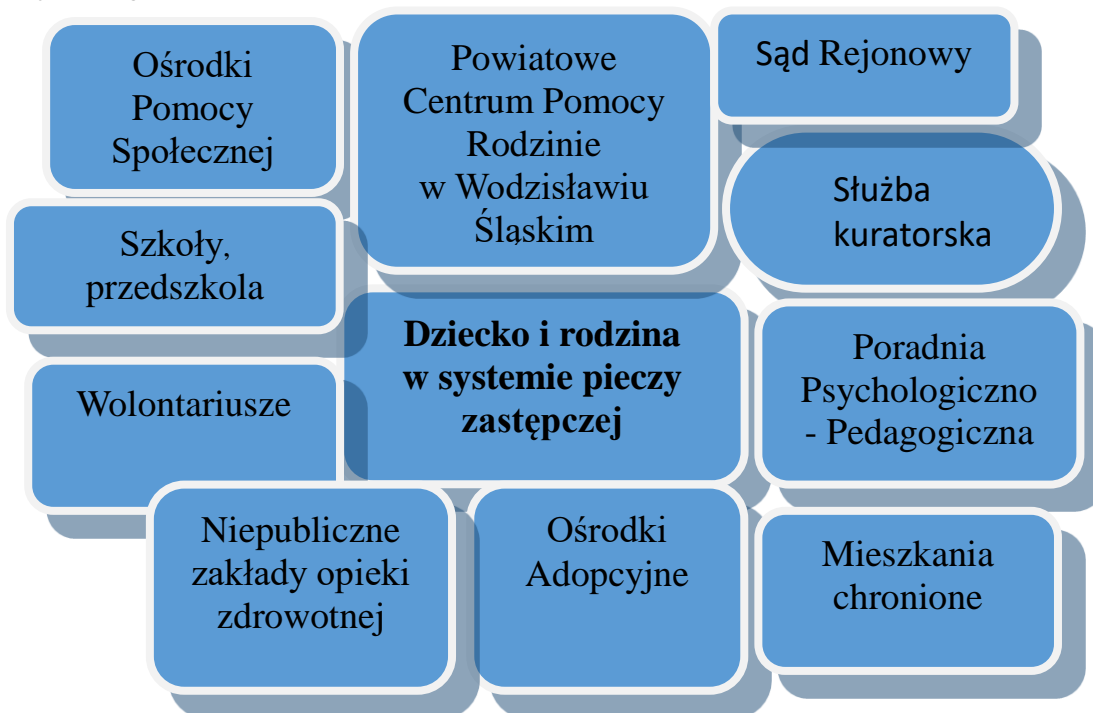 Ośrodki
Pomocy
Społecznej
Powiatowe
Centrum Pomocy
Rodzinie
w Wodzisławiu
Śląskim
Sąd Rejonowy
Służba
kuratorska
Szkoły,
przedszkola
Dziecko i rodzina
w systemie pieczy
zastępczej
Poradnia
Psychologiczno
- Pedagogiczna
Wolontariusze
Niepubliczne
zakłady opieki
zdrowotnej
Ośrodki
Adopcyjne
Mieszkania
chronione